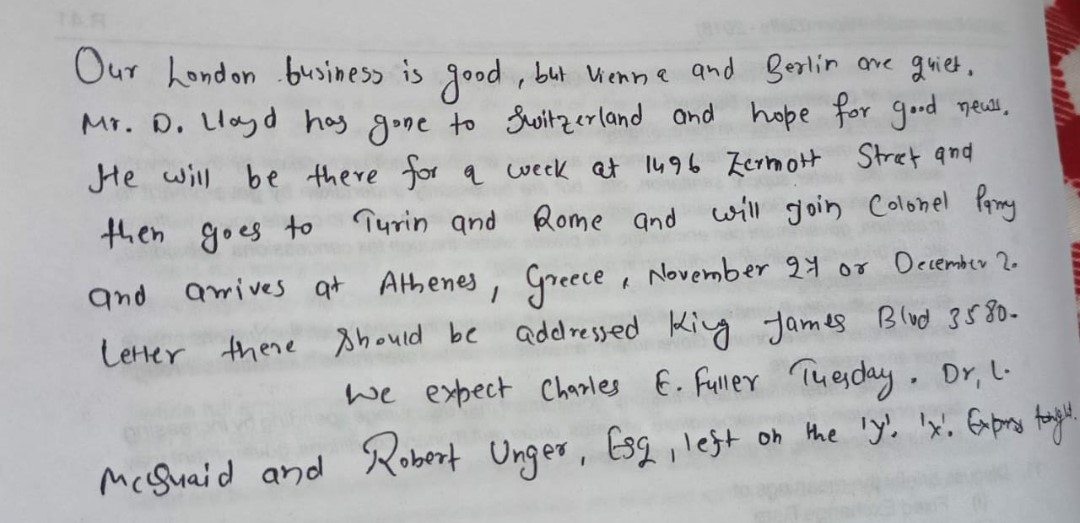 Our London business is good, but Vienna and Berlin are quiet.
Mr. D. Lloyd has gone to Switzerland and hope for good news.
He will be there for a week at 1496 Zermott Street and
then goes to Turin and Rome and will join Colonel Parry
and arrives at Athenes, Greece, November 27 or December 2.
Letter there should be addressed King James Blvd 3580.
We expect Charles E. Fuller Tuesday. Dr, L.
McQuaid and Robert Unger, Esq, left on the 'y'. 'x'. Express tonight.